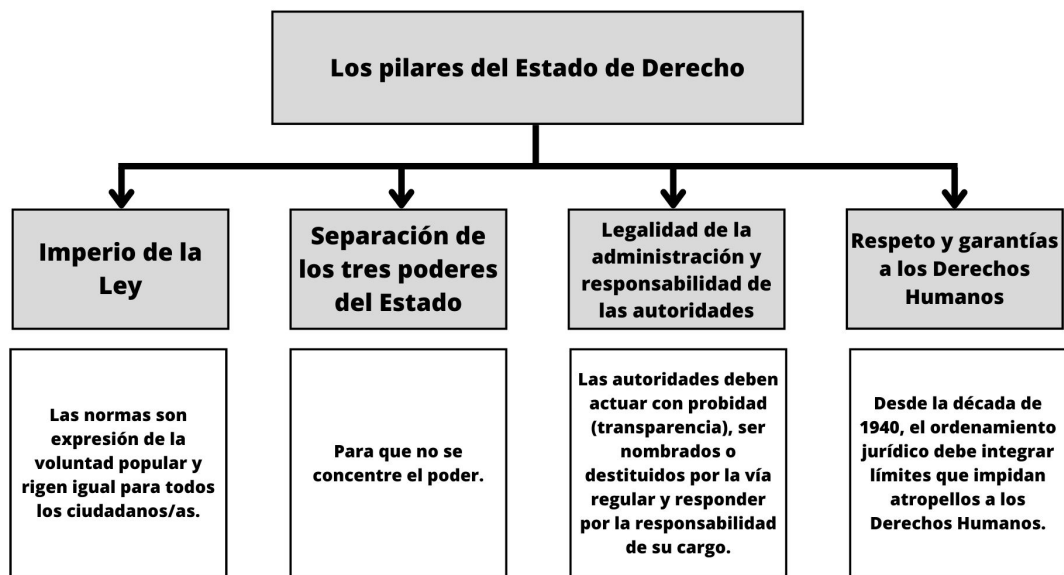 Los pilares del Estado de Derecho
Imperio de la
Ley
Separación de
los tres poderes
del Estado
Legalidad de la
administración y
responsabilidad de
las autoridades
Respeto y garantías
a los Derechos
Humanos
Las normas son
expresión de la
voluntad popular y
rigen igual para todos
los ciudadanos/as.
Para que no se
concentre el poder.
Las autoridades deben
actuar con probidad
(transparencia), ser
nombrados o
destituidos por la vía
regular y responder
por la responsabilidad
de su cargo.
Desde la década de
1940, el ordenamiento
jurídico debe integrar
límites que impidan
atropellos a los
Derechos Humanos.